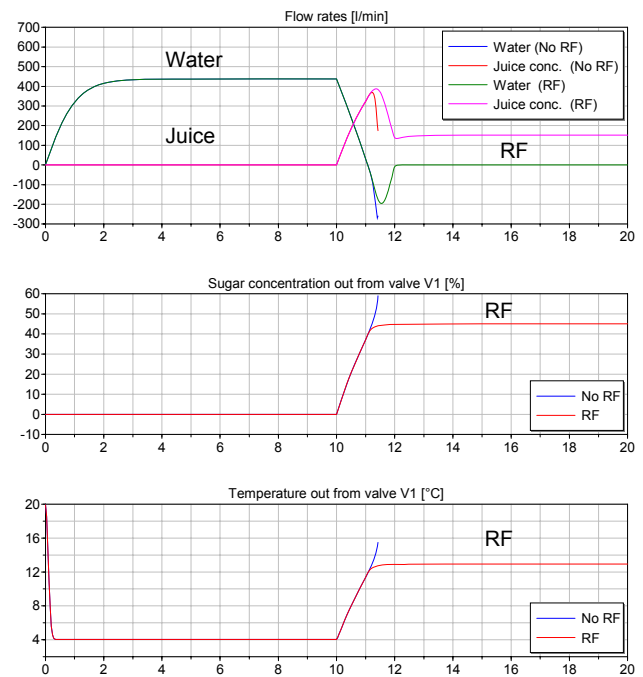 Flow rates [l/min]
700
600
500
400
300
200
100
0
-100
-200
-300
Water
Juice
RF
Water (No RF)
Juice conc. (No RF)
Water (RF)
Juice conc. (RF)
0 2 4 6 8 10 12 14 16 18 20
Sugar concentration out from valve V1 [%]
60
50
40
30
20
10
0
-10
RF
No RF
RF
0 2 4 6 8 10 12 14 16 18 20
Temperature out from valve V1 [°C]
20
16
12
8
4
RF
No RF
RF
0 2 4 6 8 10 12 14 16 18 20